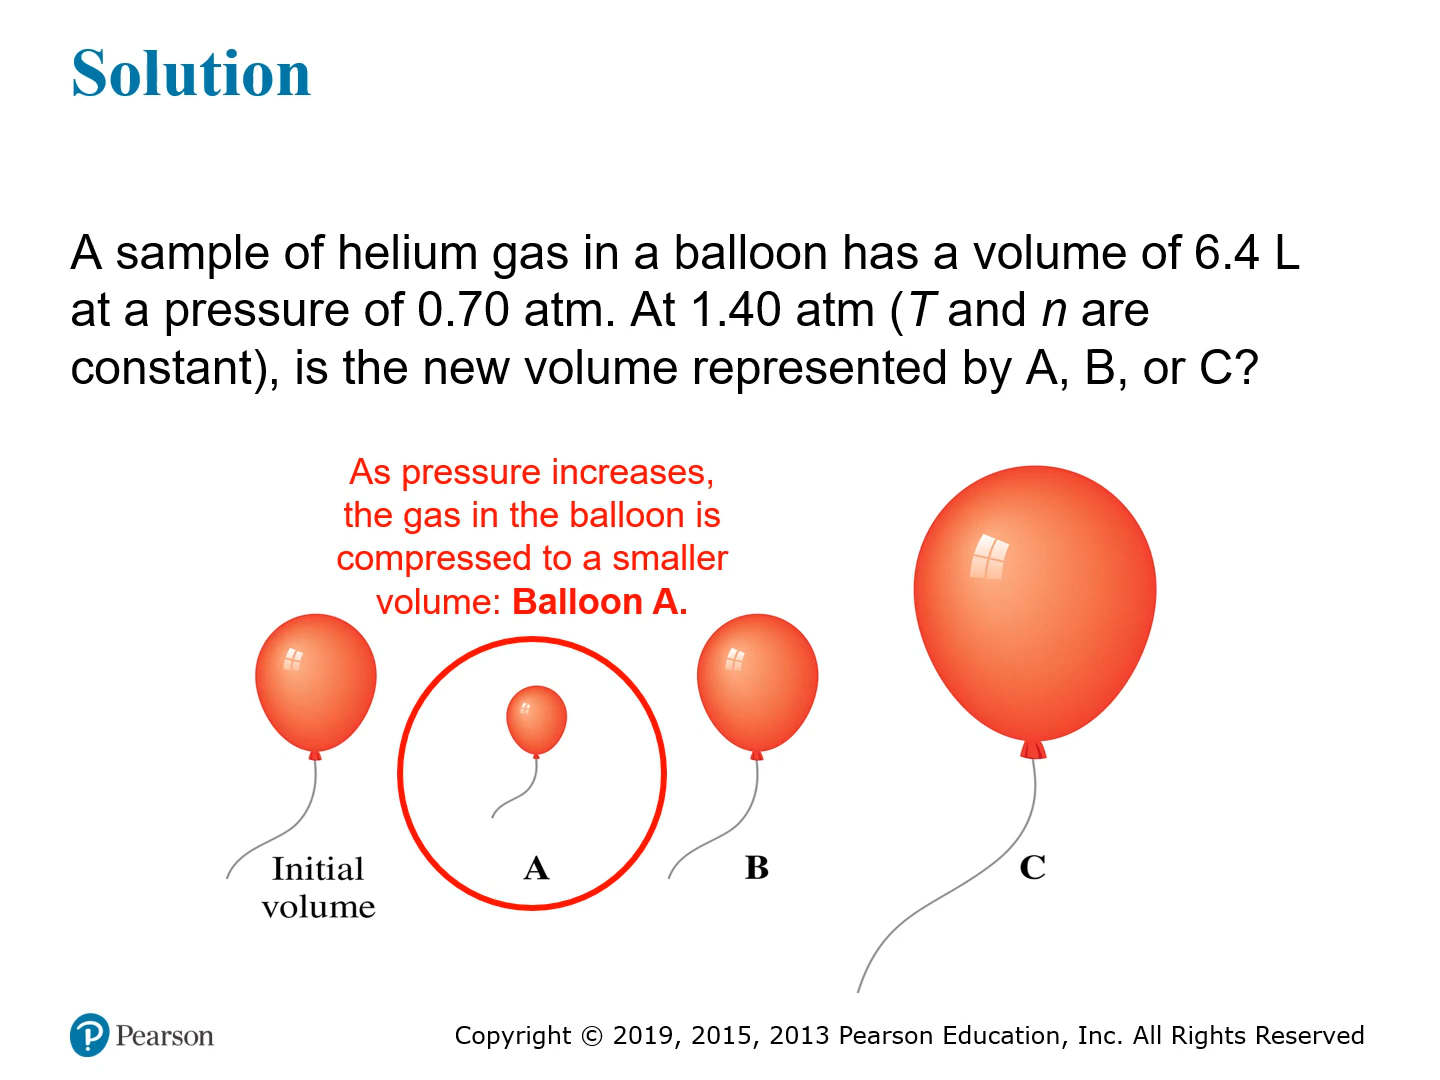 Solution
A sample of helium gas in a balloon has a volume of 6.4 L
at a pressure of 0.70 atm. At 1.40 atm (T and n are
constant), is the new volume represented by A, B, or C?
As pressure increases,
the gas in the balloon is
compressed to a smaller
volume: Balloon A.
Initial
volume
A
B
C
Pearson
Copyright © 2019, 2015, 2013 Pearson Education, Inc. All Rights Reserved